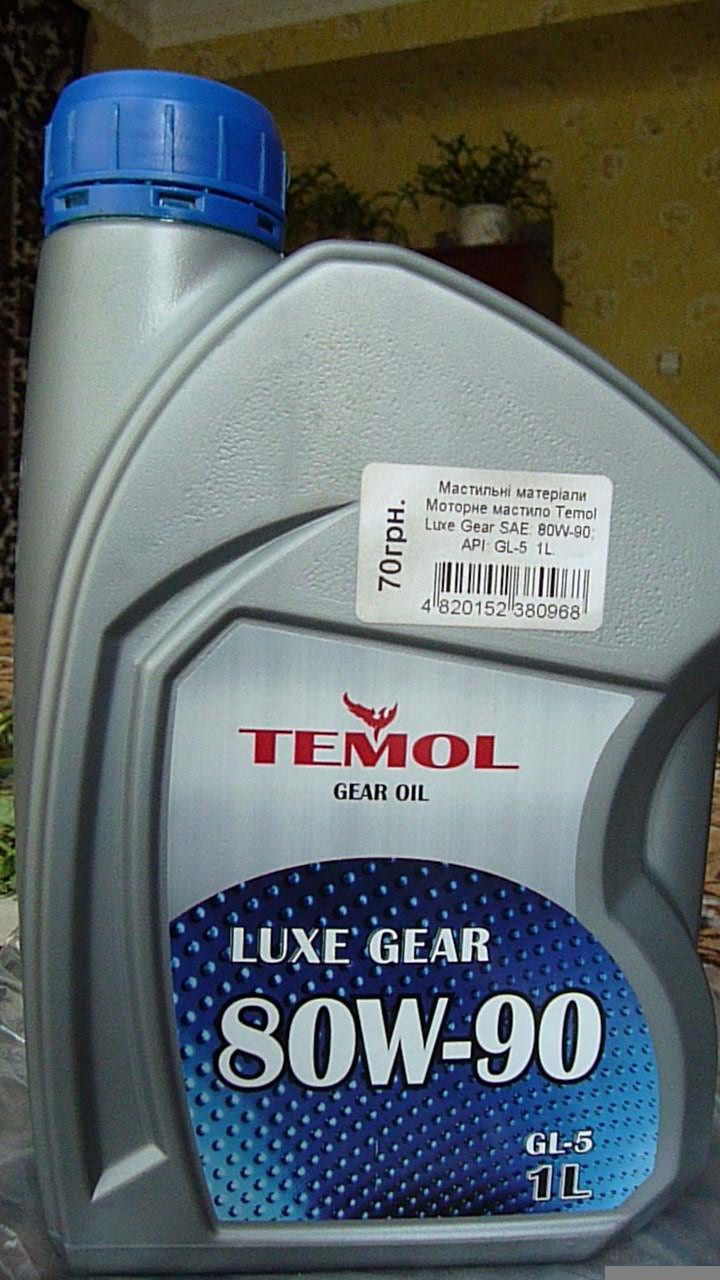 70грн.
Мастильні матеріали
Моторне мастило Temol
Luxe Gear SAE: 80W-90;
API: GL-5 1L.
4 820152 380968
TEMOL
GEAR OIL
LUXE GEAR
80W-90
GL-5
1L